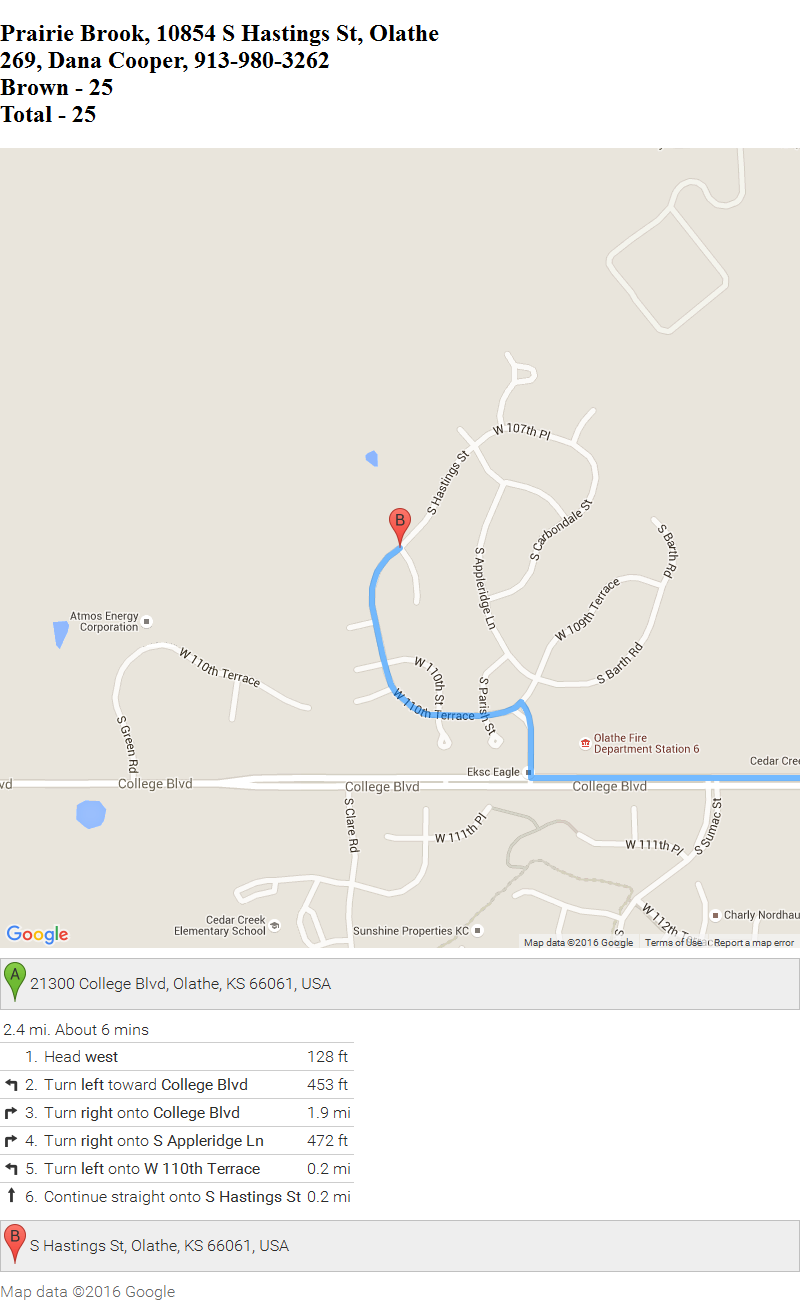 Prairie Brook, 10854 S Hastings St, Olathe
269, Dana Cooper, 913-980-3262
Brown - 25
Total - 25
W 107th Pl
S Hastings St
B
S Carbondale St
S Barth Rd
S Appleridge Ln
W 109th Terrace
Atmos Energy
Corporation
W 110th Terrace
W 110th St
S Barth Rd
S Parish St
W 110th Terrace
S Green Rd
Olathe Fire
Department Station 6
Cedar Cree
Eksc Eagle
vd
College Blvd
College Blvd
College Blvd
S Clare Rd
W 111th Pl
S Sumac St
W 111th Pl
W 112th Te
Charly Nordhau
Cedar Creek
Elementary School
Sunshine Properties KC
Google
Map data ©2016 Google
Terms of Use
Report a map error
A
21300 College Blvd, Olathe, KS 66061, USA
2.4 mi. About 6 mins
1. Head west 128 ft
2. Turn left toward College Blvd 453 ft
3. Turn right onto College Blvd 1.9 mi
4. Turn right onto S Appleridge Ln 472 ft
5. Turn left onto W 110th Terrace 0.2 mi
6. Continue straight onto S Hastings St 0.2 mi
B
S Hastings St, Olathe, KS 66061, USA
Map data ©2016 Google